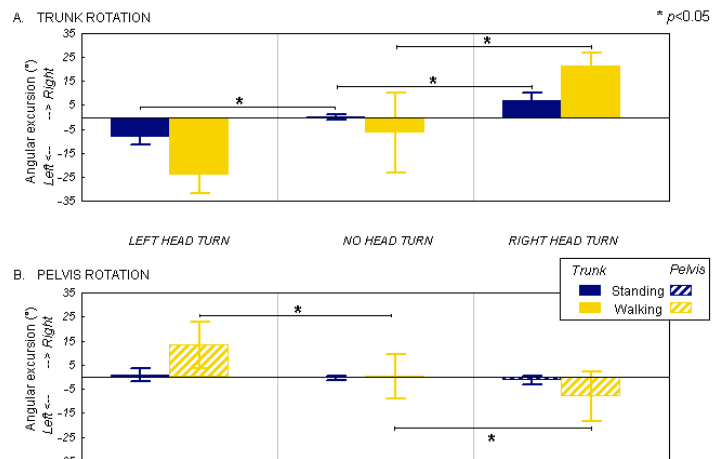 A. TRUNK ROTATION
* p<0.05
Angular excursion (°)
Left <-- --> Right
35
25
15
5
-5
-15
-25
-35
*
*
*
LEFT HEAD TURN
NO HEAD TURN
RIGHT HEAD TURN
B. PELVIS ROTATION
Trunk Pelvis
Standing
Walking
Angular excursion (°)
Left <-- --> Right
35
25
15
5
-5
-15
-25
-35
*
*